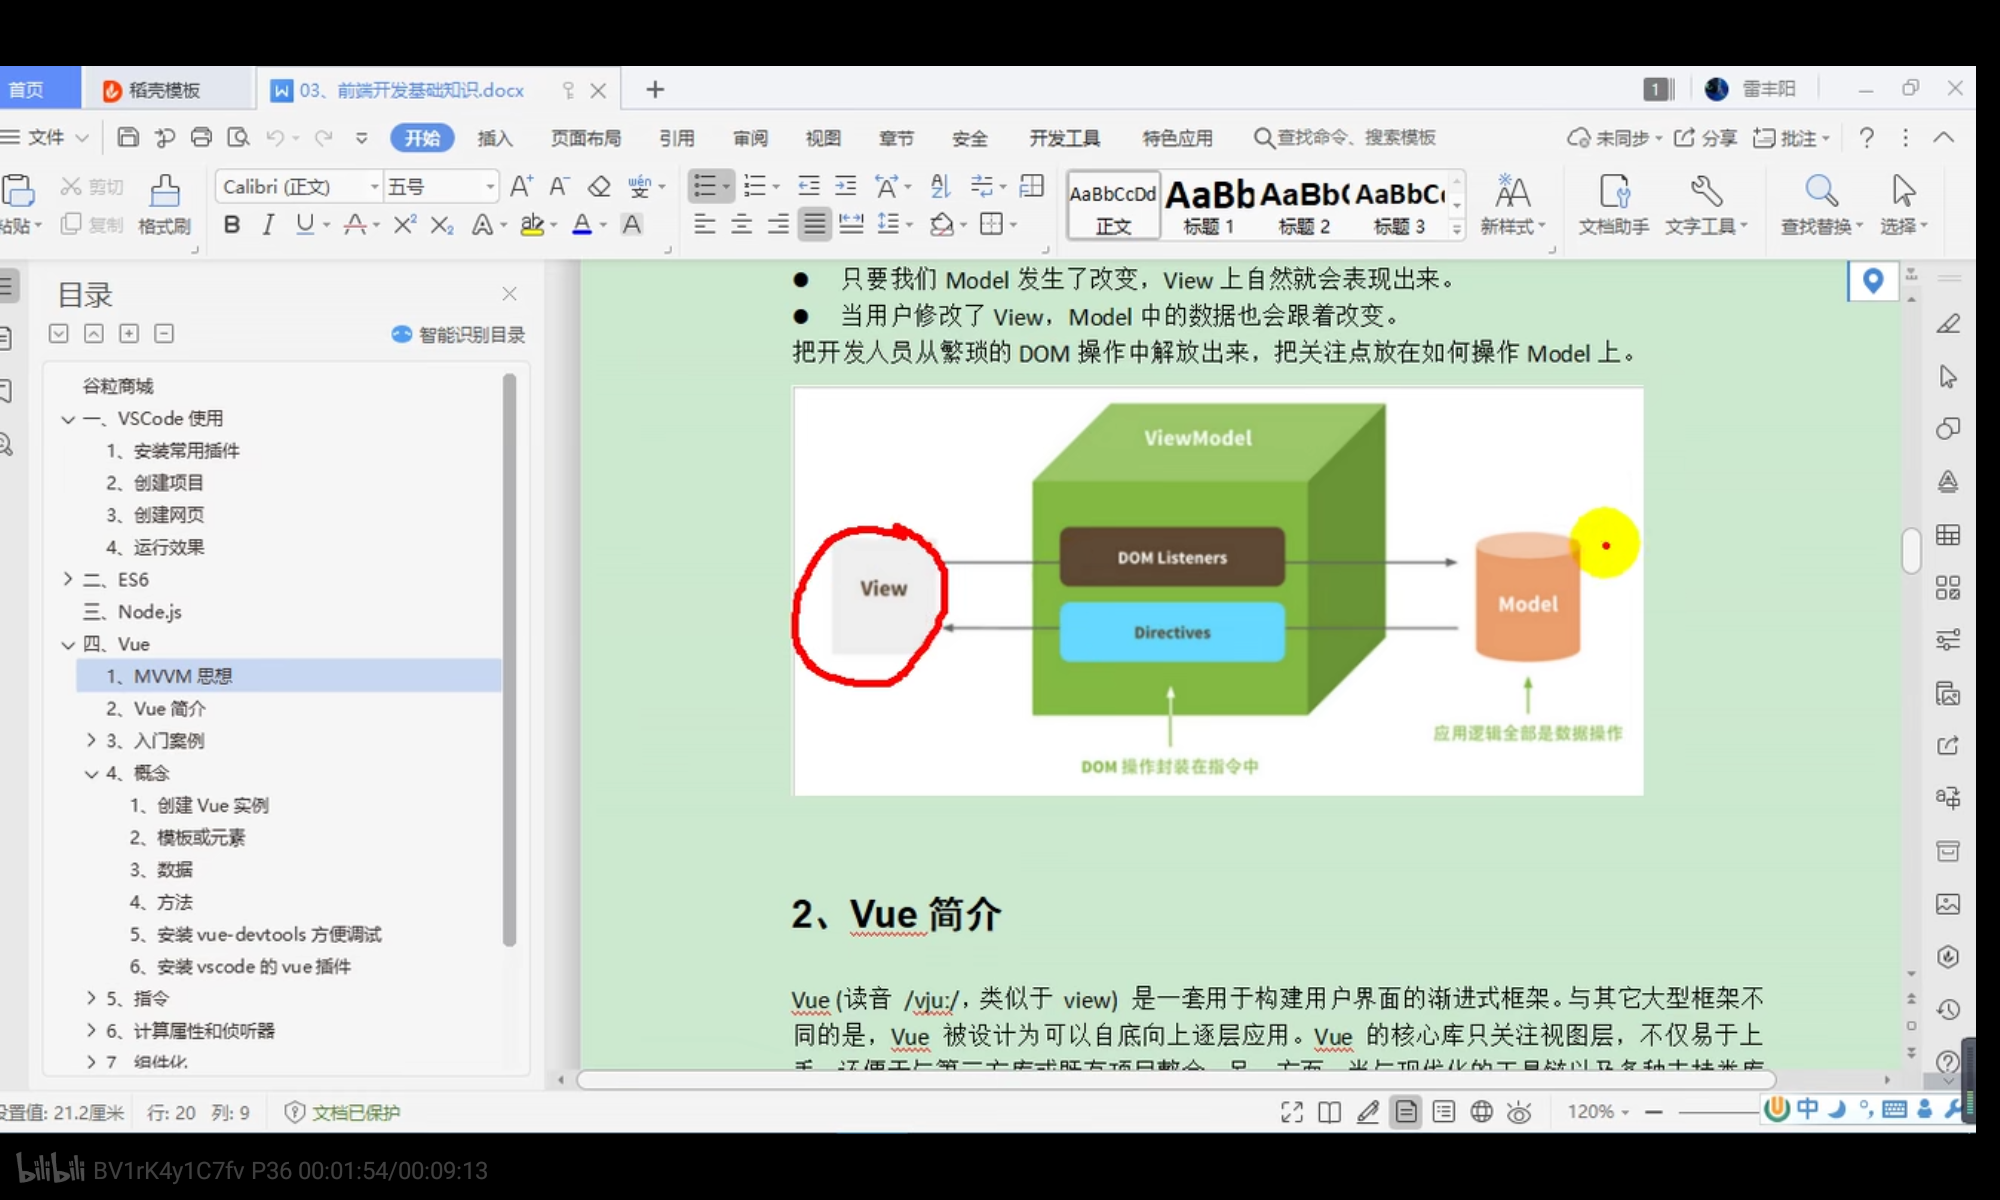 首页
稻壳模板
03、前端开发基础知识.docx
1
雷丰阳
文件
开始
插入
页面布局
引用
审阅
视图
章节
安全
开发工具
特色应用
查找命令、搜索模板
未同步
分享
批注
粘贴
剪切
复制
格式刷
Calibri (正文)
五号
AaBbCcDd
正文
标题 1
标题 2
标题 3
新样式
文档助手
文字工具
查找替换
选择
目录
智能识别目录
谷粒商城
一、VSCode 使用
1、安装常用插件
2、创建项目
3、创建网页
4、运行效果
二、ES6
三、Node.js
四、Vue
1、MVVM 思想
2、Vue 简介
3、入门案例
4、概念
1、创建 Vue 实例
2、模板或元素
3、数据
4、方法
5、安装 vue-devtools 方便调试
6、安装 vscode 的 vue 插件
5、指令
6、计算属性和侦听器
● 只要我们 Model 发生了改变，View 上自然就会表现出来。
● 当用户修改了 View，Model 中的数据也会跟着改变。
把开发人员从繁琐的 DOM 操作中解放出来，把关注点放在如何操作 Model 上。
ViewModel
DOM Listeners
View
Directives
Model
应用逻辑全部是数据操作
DOM 操作封装在指令中
2、Vue 简介
Vue (读音 /vjuː/，类似于 view) 是一套用于构建用户界面的渐进式框架。与其它大型框架不
同的是，Vue 被设计为可以自底向上逐层应用。Vue 的核心库只关注视图层，不仅易于上
设置值: 21.2厘米
行: 20
列: 9
文档已保护
120%
中
bilibili BV1rK4y1C7fv P36 00:01:54/00:09:13